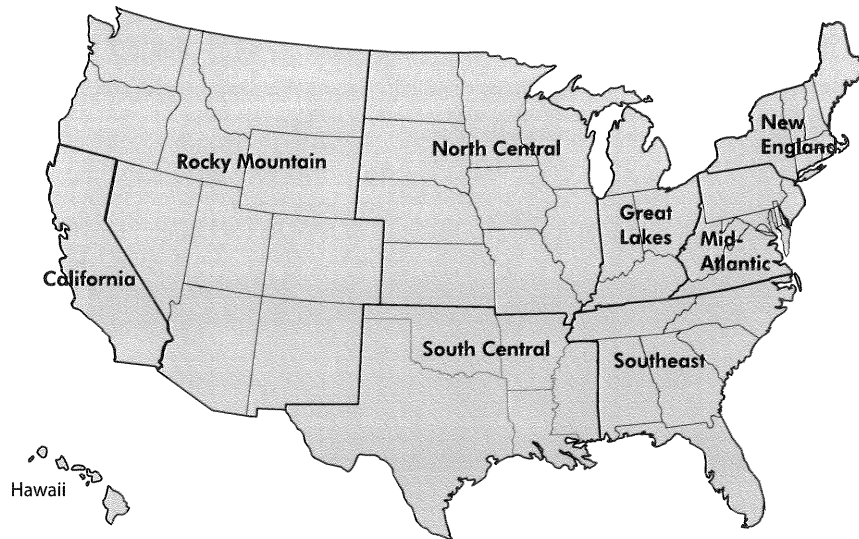 New
England
Rocky Mountain
North Central
Great
Lakes
Mid-
Atlantic
California
South Central
Southeast
Hawaii